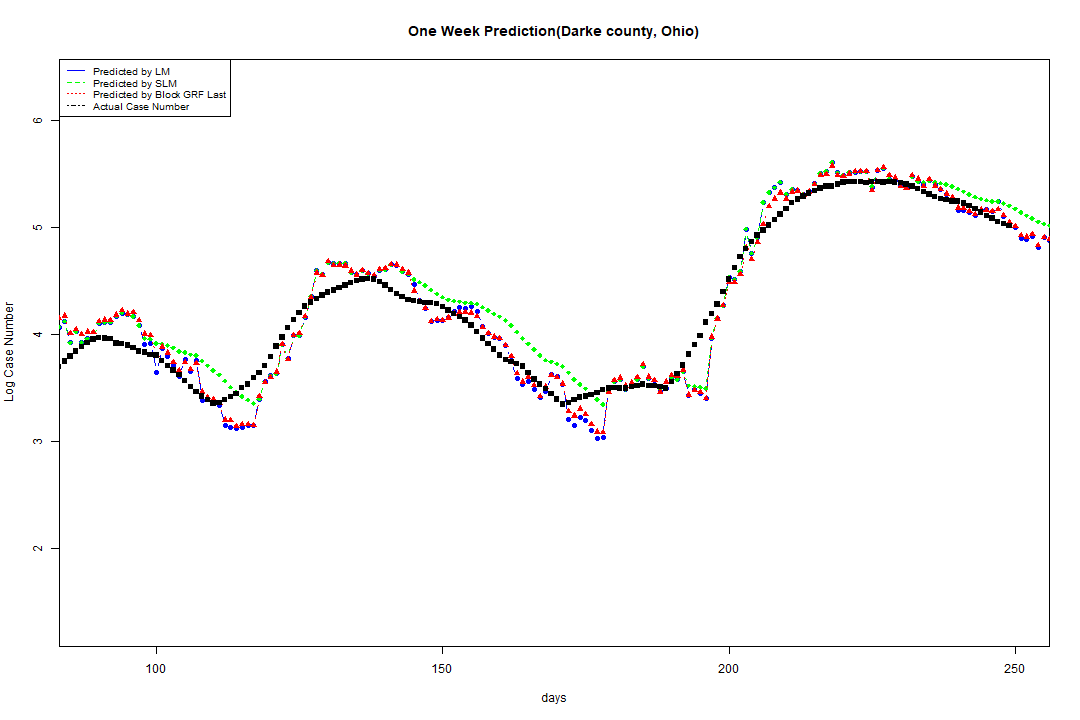 One Week Prediction(Darke county, Ohio)
Predicted by LM
Predicted by SLM
Predicted by Block GRF Last
Actual Case Number
6
5
4
3
2
Log Case Number
100 150 200 250
days